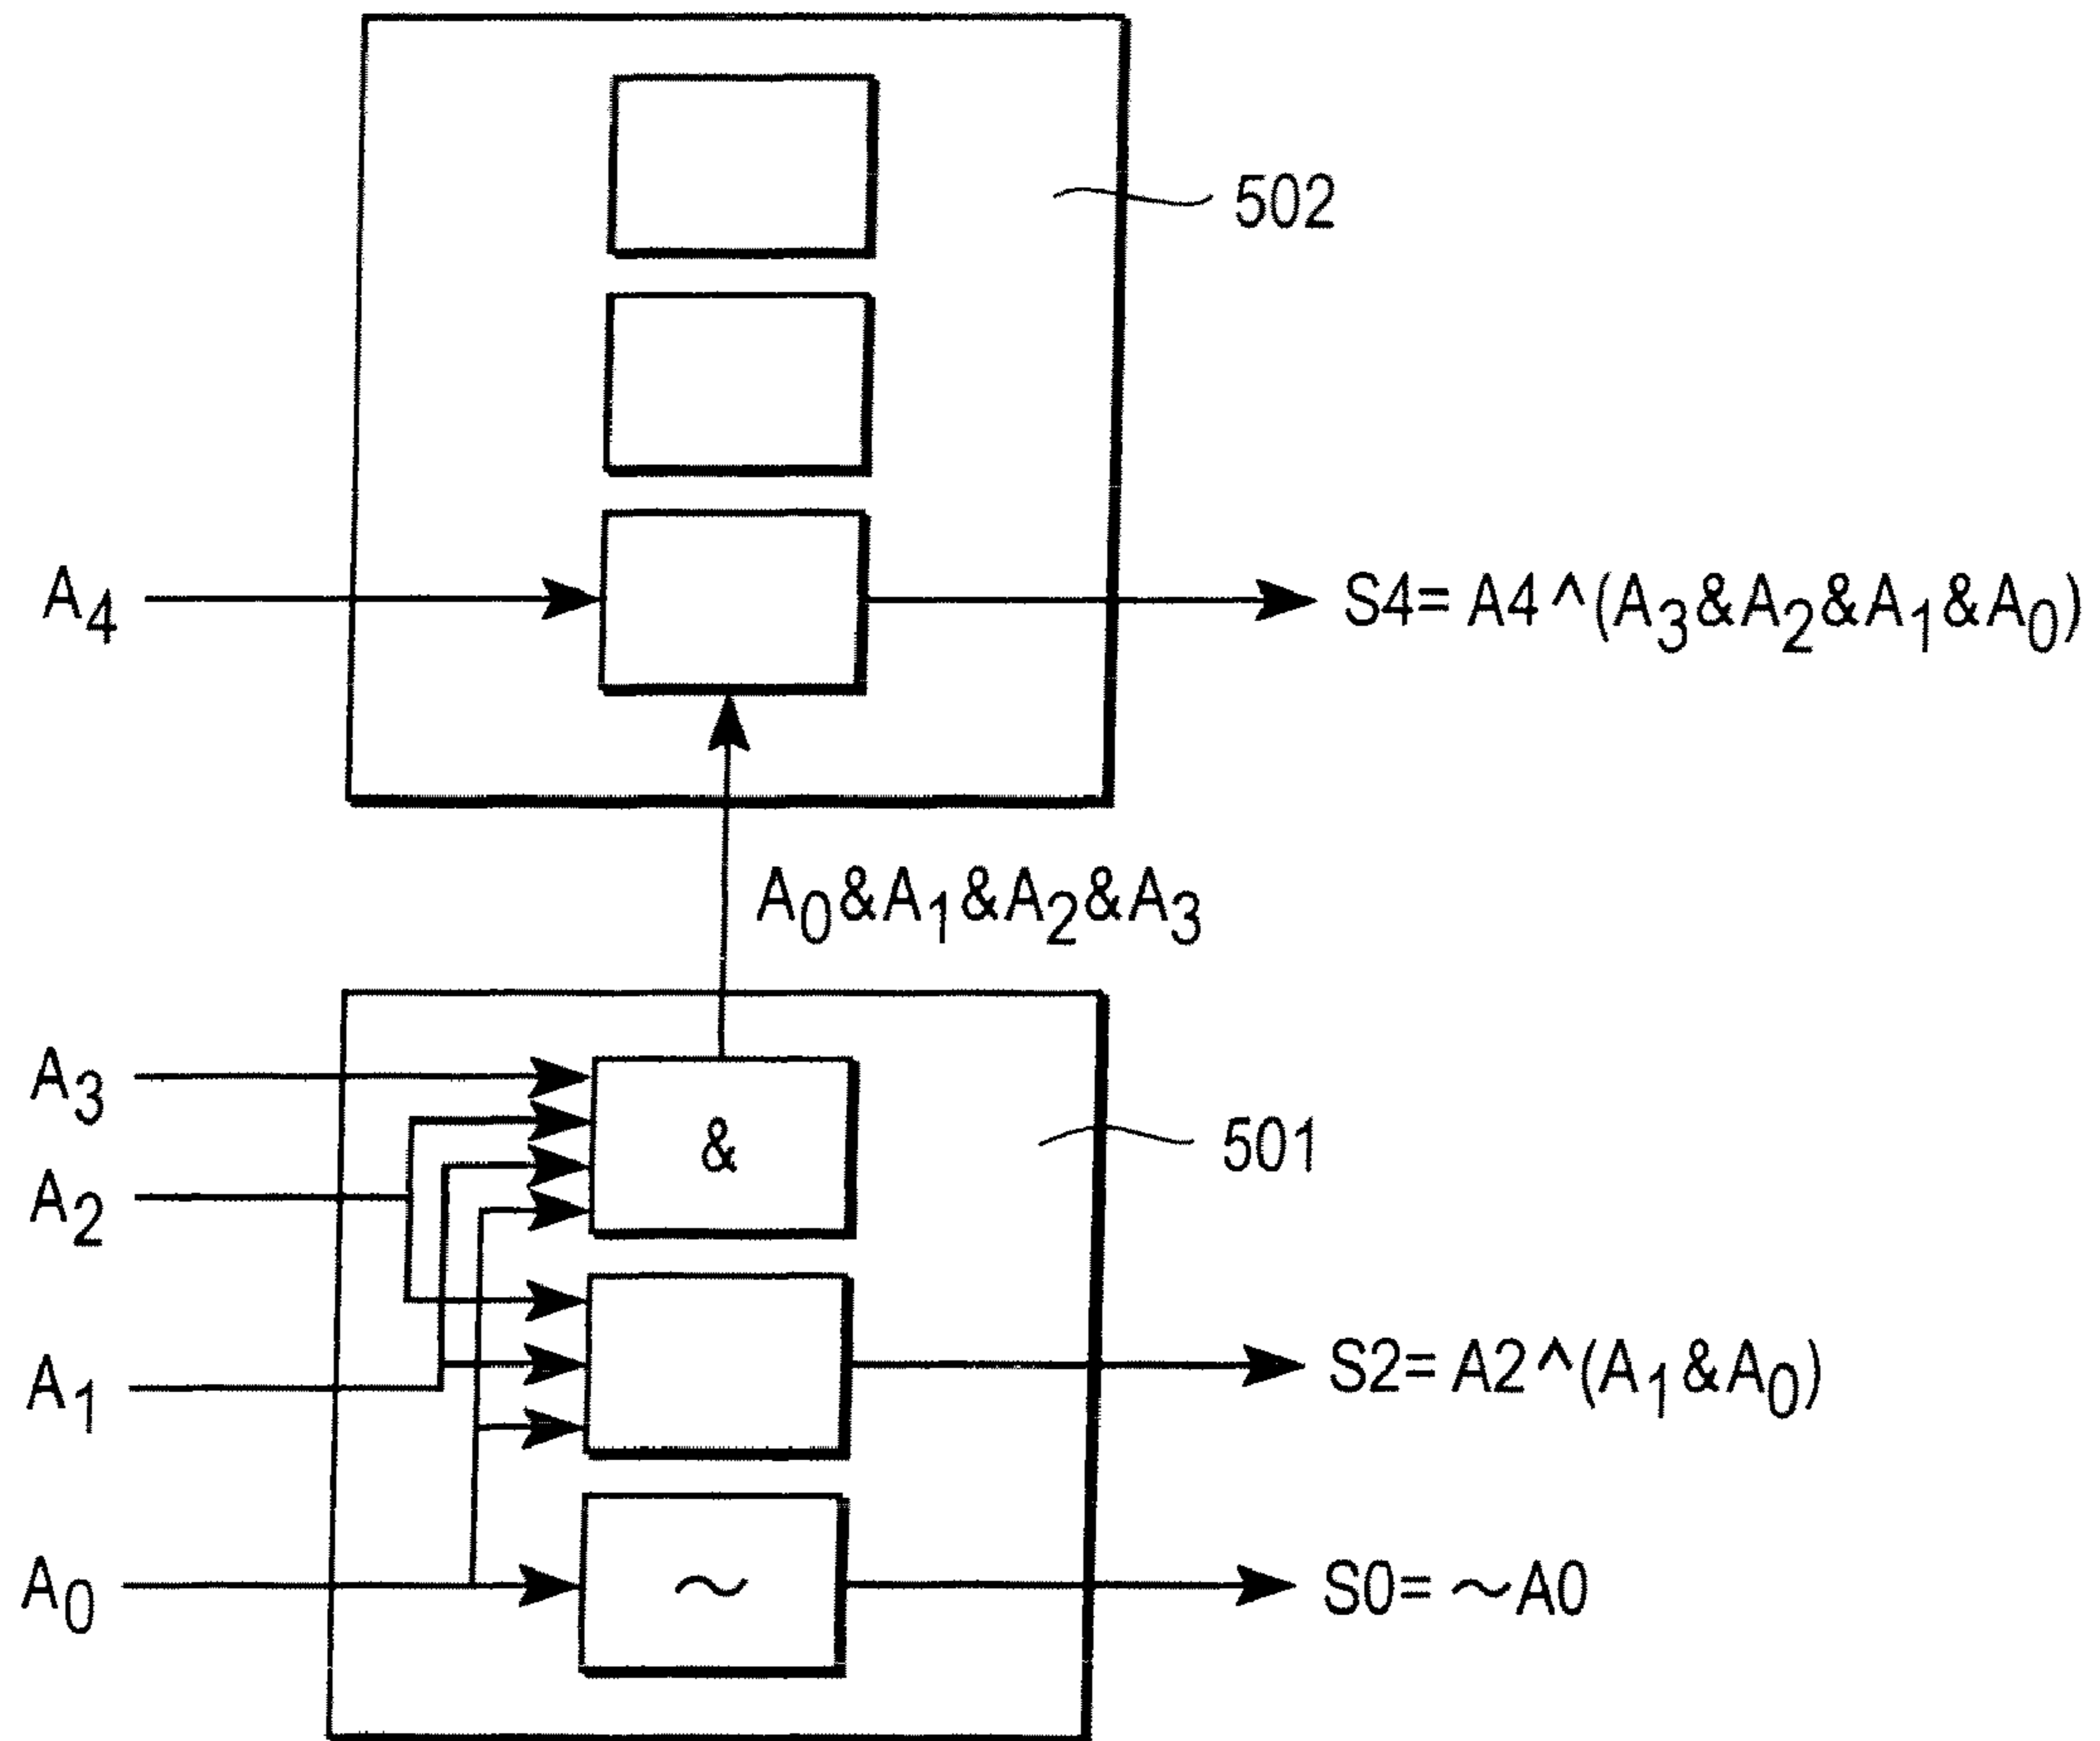 502
A4
S4= A4^(A3&A2&A1&A0)
A0&A1&A2&A3
A3
&
501
A2
A1
S2= A2^(A1&A0)
A0
~
S0= ~A0